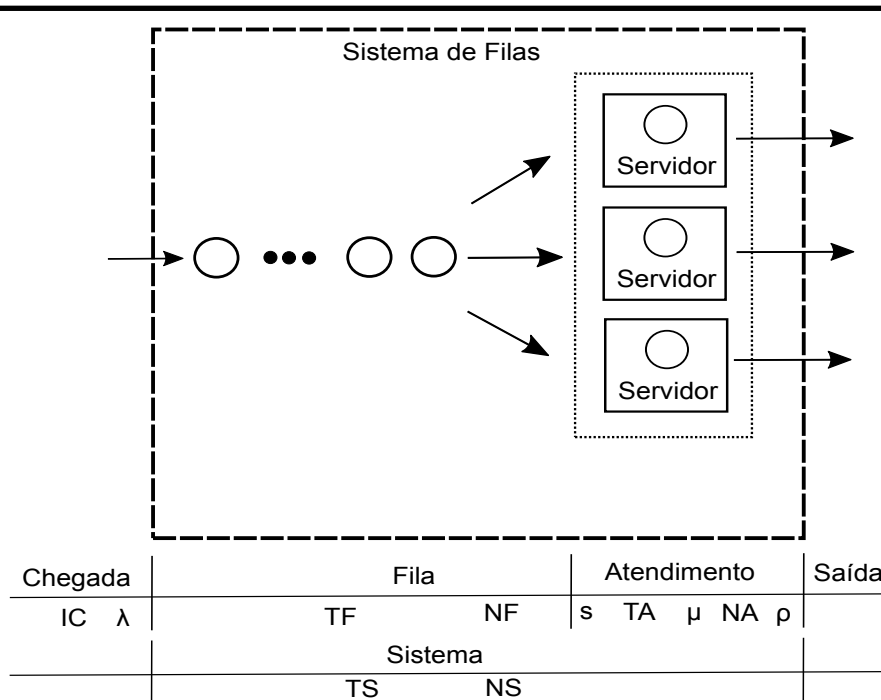 Sistema de Filas
Servidor
Servidor
Servidor
Chegada Fila Atendimento Saída
IC λ TF NF s TA μ NA ρ
Sistema
TS NS